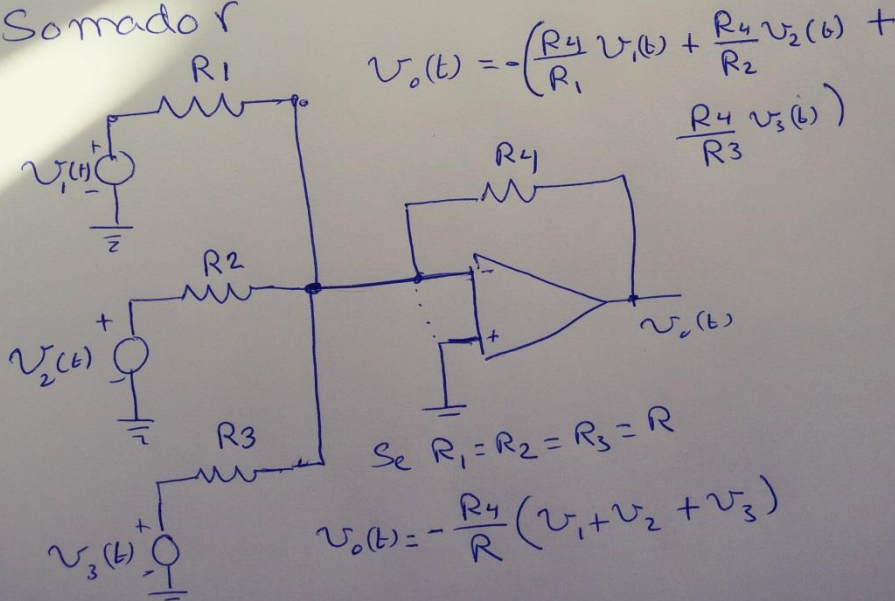 Somador
v₀(t) = -(R4/R1 v₁(t) + R4/R2 v₂(t) +
R4/R3 v₃(t))
R1
v₁(t)
+
-
R4
R2
+
v₂(t)
-
-
+
v₀(t)
R3
+
v₃(t)
-
Se R₁ = R₂ = R₃ = R
v₀(t) = - R4/R (v₁ + v₂ + v₃)